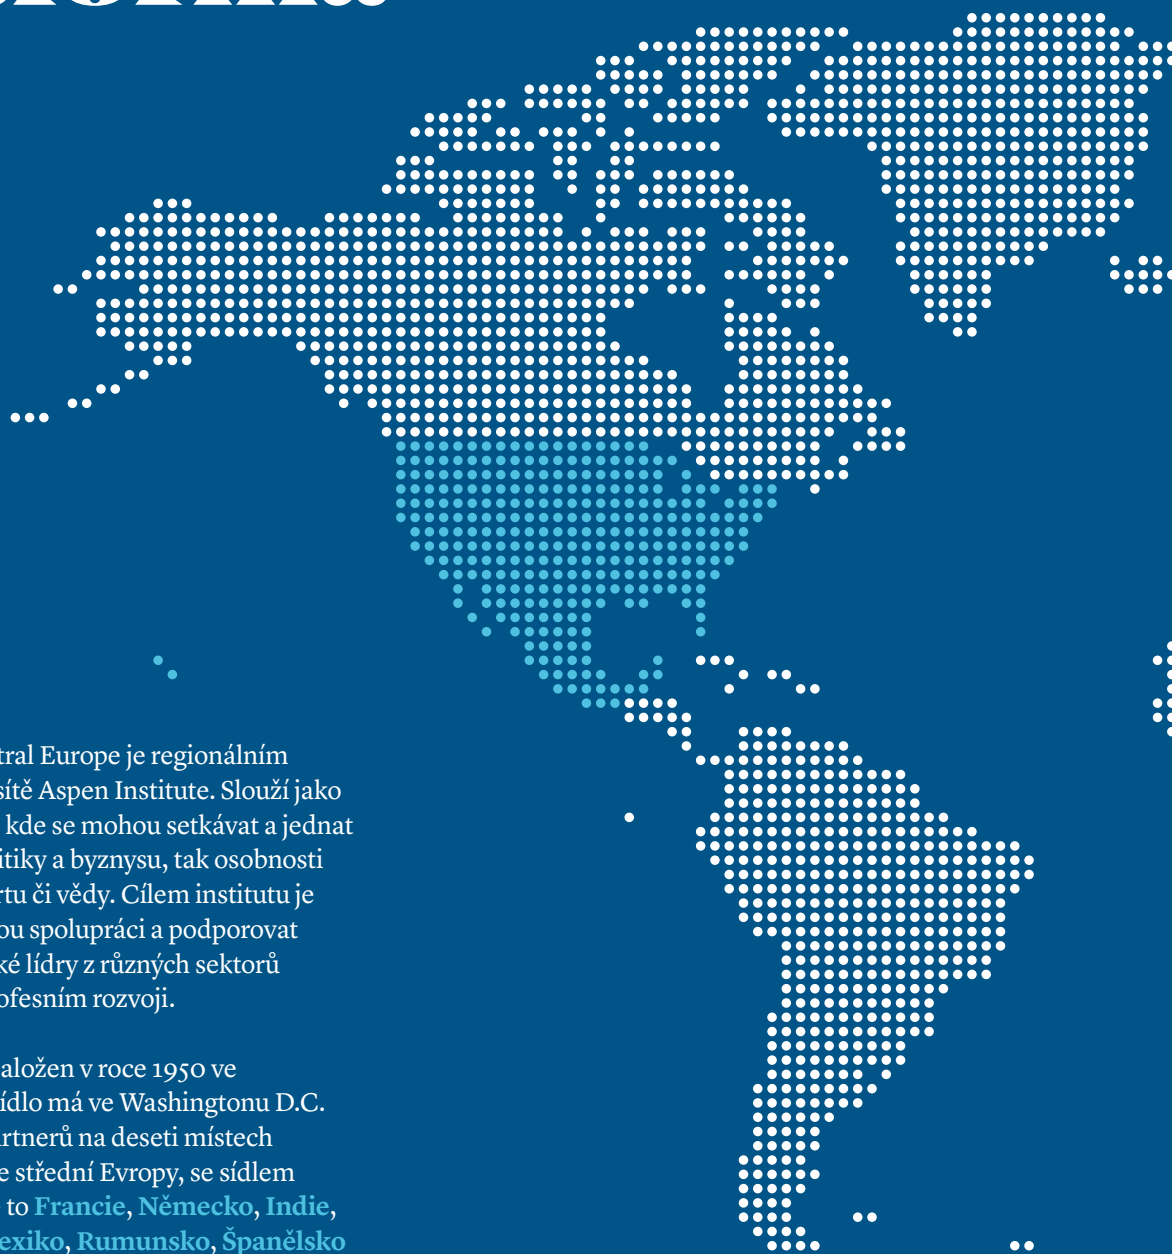 tral Europe je regionálním
sítě Aspen Institute. Slouží jako
kde se mohou setkávat a jednat
itiky a byznysu, tak osobnosti
rtu či vědy. Cílem institutu je
ou spolupráci a podporovat
ké lídry z různých sektorů
ofesním rozvoji.
aložen v roce 1950 ve
ídlo má ve Washingtonu D.C.
artnerů na deseti místech
e střední Evropy, se sídlem
to Francie, Německo, Indie,
exiko, Rumunsko, Španělsko